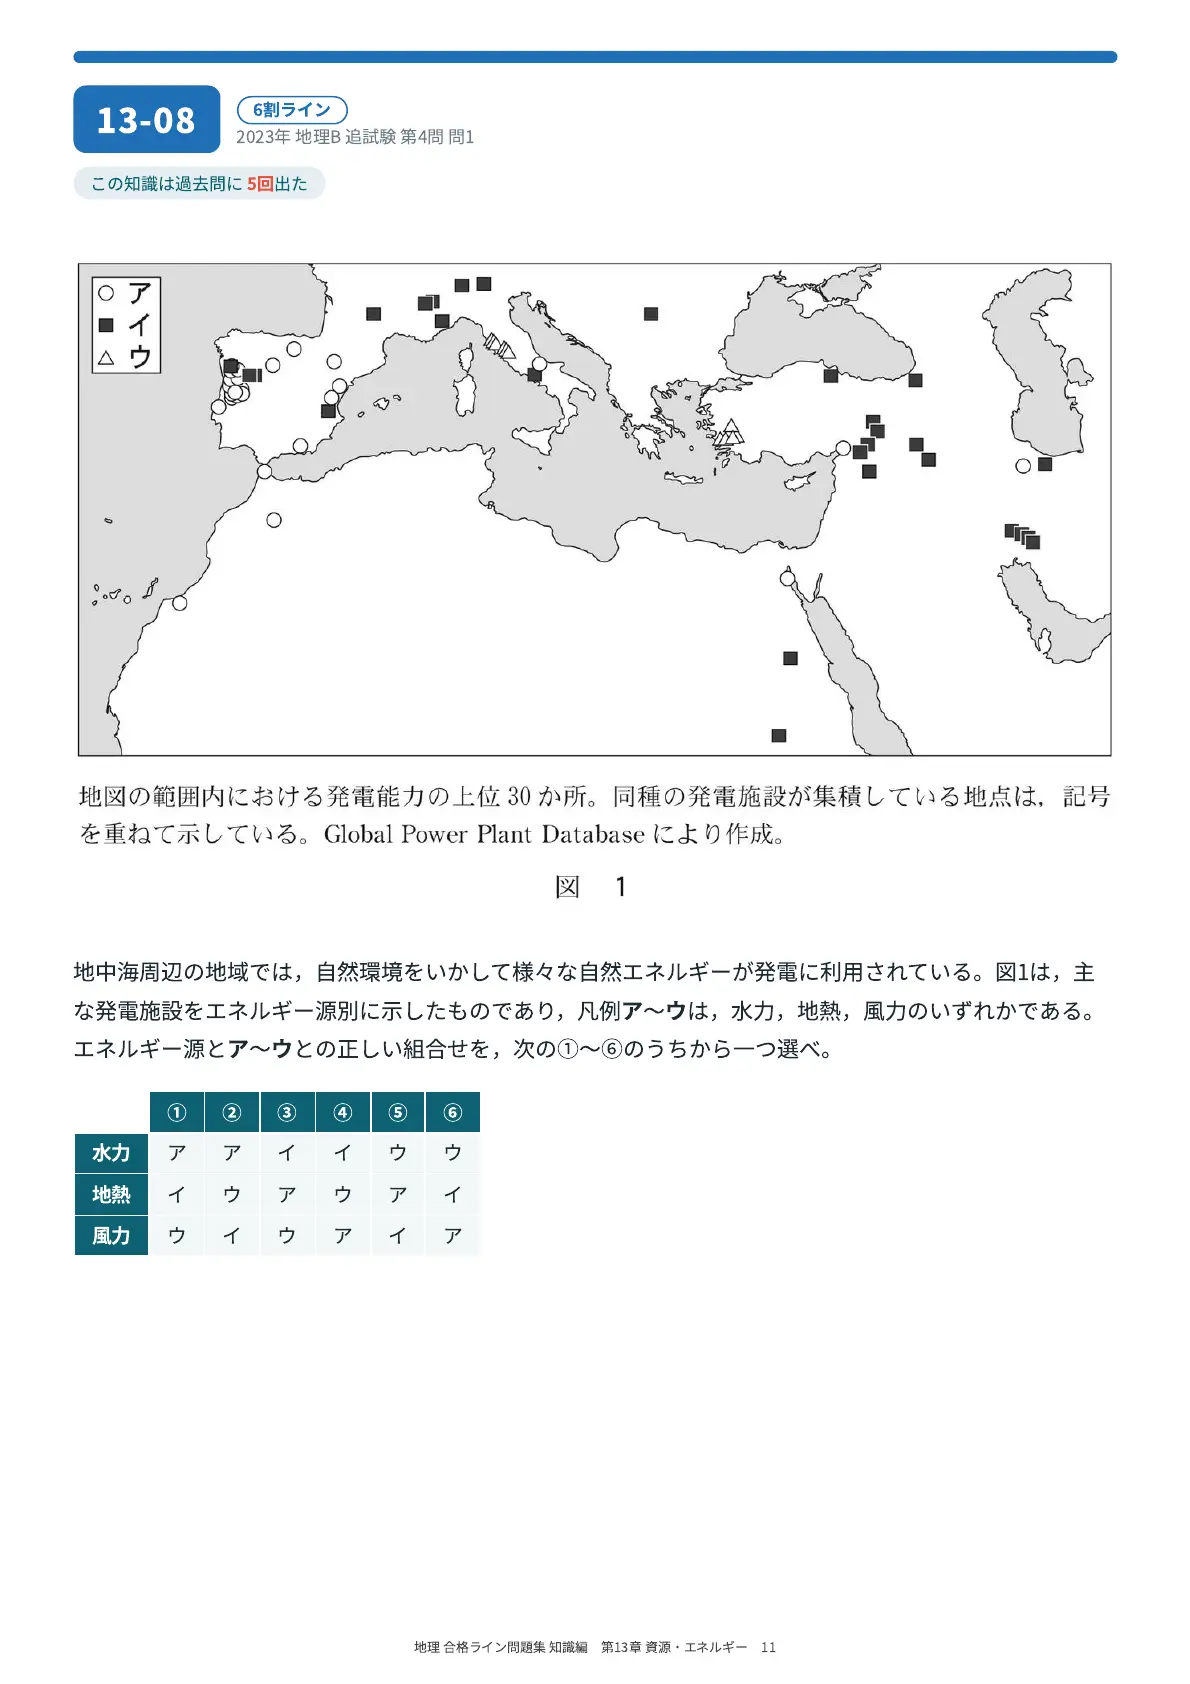 13-08
6割ライン
2023年 地理B 追試験 第4問 問1
この知識は過去問に 5回出た
ア
イ
ウ
地図の範囲内における発電能力の上位 30 か所。同種の発電施設が集積している地点は，記号
を重ねて示している。Global Power Plant Database により作成。
図 1
地中海周辺の地域では，自然環境をいかして様々な自然エネルギーが発電に利用されている。図1は，主
な発電施設をエネルギー源別に示したものであり，凡例ア～ウは，水力，地熱，風力のいずれかである。
エネルギー源とア～ウとの正しい組合せを，次の①～⑥のうちから一つ選べ。
① ② ③ ④ ⑤ ⑥
水力 ア ア イ イ ウ ウ
地熱 イ ウ ア ウ ア イ
風力 ウ イ ウ ア イ ア
地理 合格ライン問題集 知識編 第13章 資源・エネルギー 11